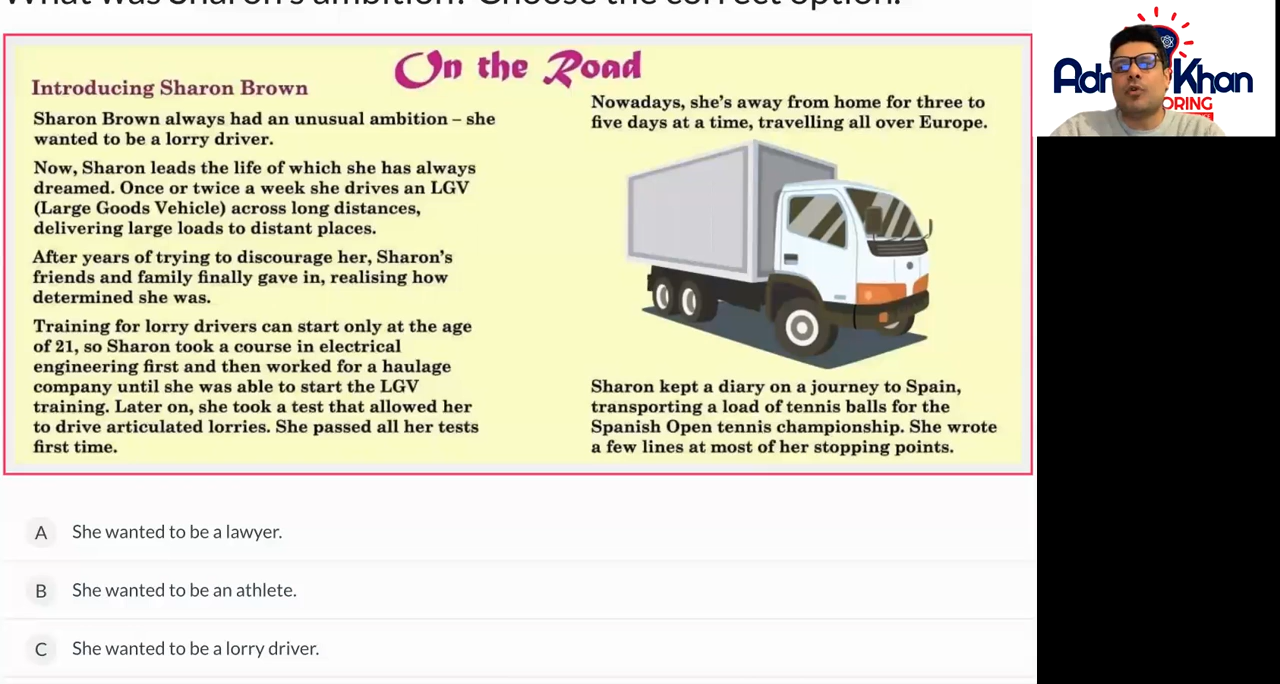 What was Sharon's ambition? Choose the correct option.
On the Road
Introducing Sharon Brown
Sharon Brown always had an unusual ambition – she
wanted to be a lorry driver.
Now, Sharon leads the life of which she has always
dreamed. Once or twice a week she drives an LGV
(Large Goods Vehicle) across long distances,
delivering large loads to distant places.
After years of trying to discourage her, Sharon's
friends and family finally gave in, realising how
determined she was.
Training for lorry drivers can start only at the age
of 21, so Sharon took a course in electrical
engineering first and then worked for a haulage
company until she was able to start the LGV
training. Later on, she took a test that allowed her
to drive articulated lorries. She passed all her tests
first time.
Nowadays, she's away from home for three to
five days at a time, travelling all over Europe.
Sharon kept a diary on a journey to Spain,
transporting a load of tennis balls for the
Spanish Open tennis championship. She wrote
a few lines at most of her stopping points.
A She wanted to be a lawyer.
B She wanted to be an athlete.
C She wanted to be a lorry driver.
Khan